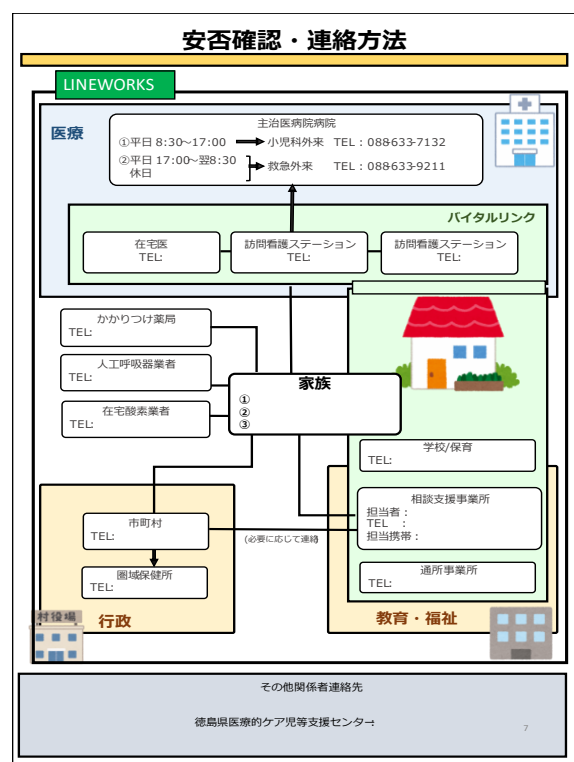 安否確認・連絡方法
LINEWORKS
医療
主治医病院病院
①平日 8:30～17:00 小児科外来 TEL：088-633-7132
②平日 17:00～翌8:30
休日
救急外来 TEL：088-633-9211
バイタルリンク
在宅医
TEL:
訪問看護ステーション
TEL:
訪問看護ステーション
TEL:
かかりつけ薬局
TEL:
人工呼吸器業者
TEL:
在宅酸素業者
TEL:
家族
①
②
③
学校/保育
TEL:
相談支援事業所
担当者：
TEL ：
担当携帯：
市町村
TEL:
(必要に応じて連絡)
圏域保健所
TEL:
通所事業所
TEL:
村役場
行政
教育・福祉
その他関係者連絡先
徳島県医療的ケア児等支援センター:
7